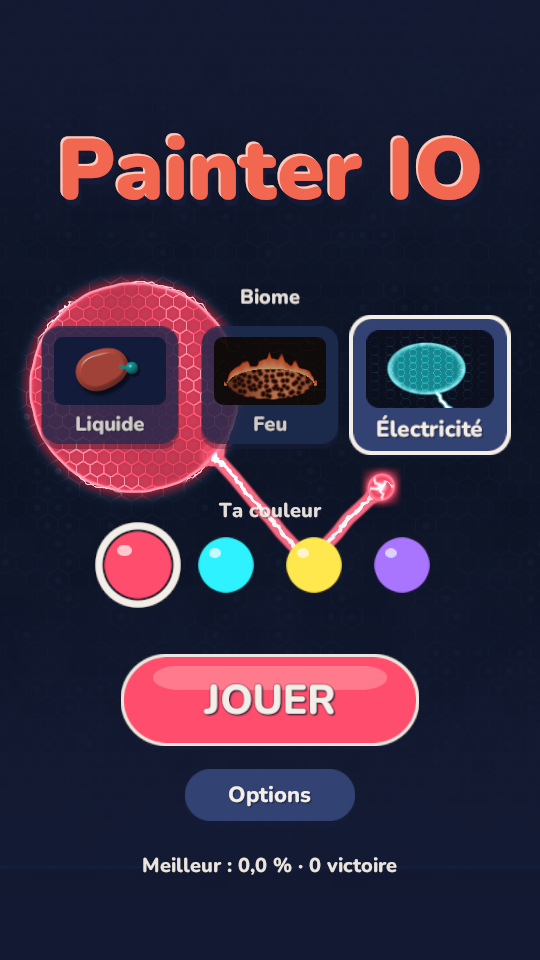 Painter IO
Biome
Liquide
Feu
Électricité
Ta couleur
JOUER
Options
Meilleur : 0,0 % · 0 victoire